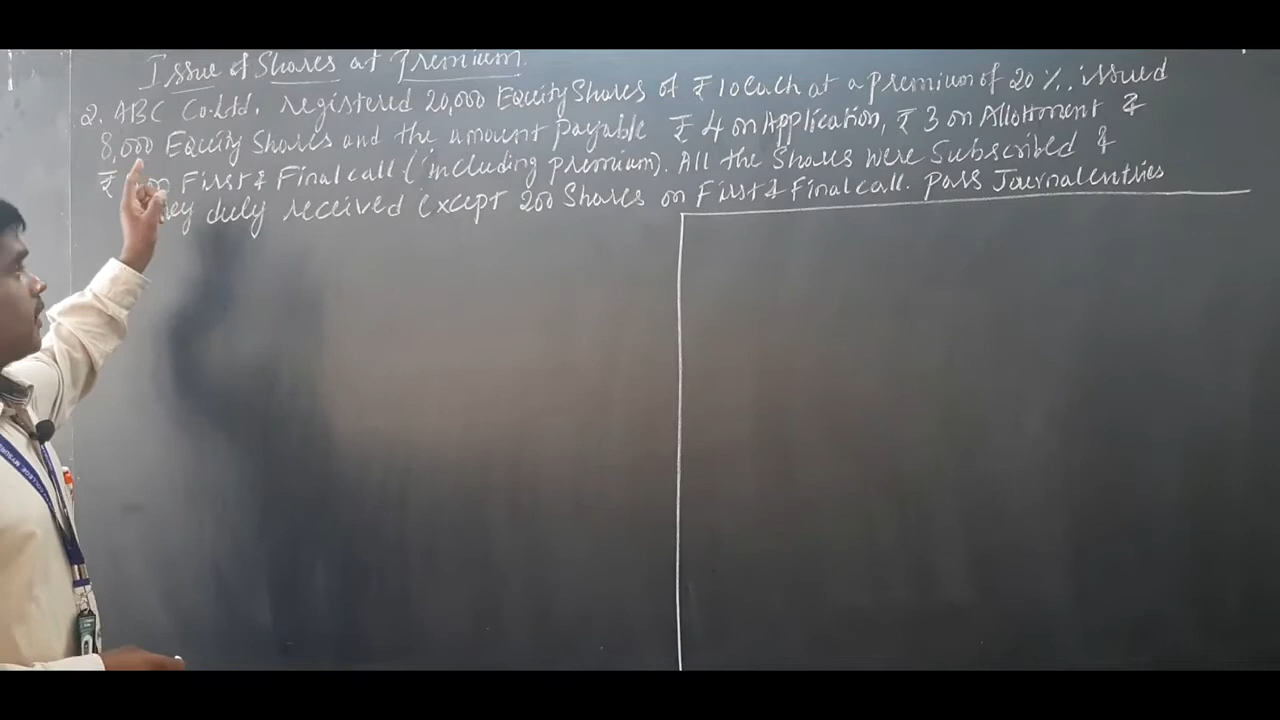 Issue of Shares at Premium.
2. ABC Co. Ltd. registered 20,000 Equity Shares of ₹ 10 each at a premium of 20 %. issued
8,000 Equity Shares and the amount payable ₹ 4 on Application, ₹ 3 on Allotment &
₹ on First & Final call (including premium). All the Shares were Subscribed &
duly received except 200 Shares on First & Final call. Pass Journal entries